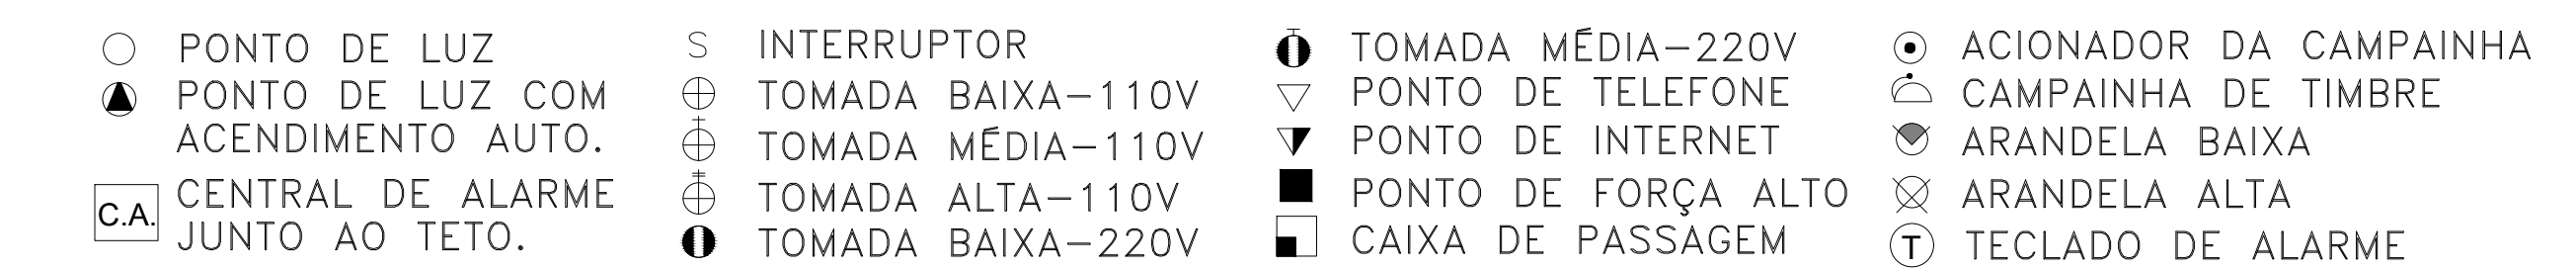 PONTO DE LUZ
PONTO DE LUZ COM
ACENDIMENTO AUTO.
C.A.
CENTRAL DE ALARME
JUNTO AO TETO.
S INTERRUPTOR
TOMADA BAIXA-110V
TOMADA MÉDIA-110V
TOMADA ALTA-110V
TOMADA BAIXA-220V
TOMADA MÉDIA-220V
PONTO DE TELEFONE
PONTO DE INTERNET
PONTO DE FORÇA ALTO
CAIXA DE PASSAGEM
ACIONADOR DA CAMPAINHA
CAMPAINHA DE TIMBRE
ARANDELA BAIXA
ARANDELA ALTA
T TECLADO DE ALARME